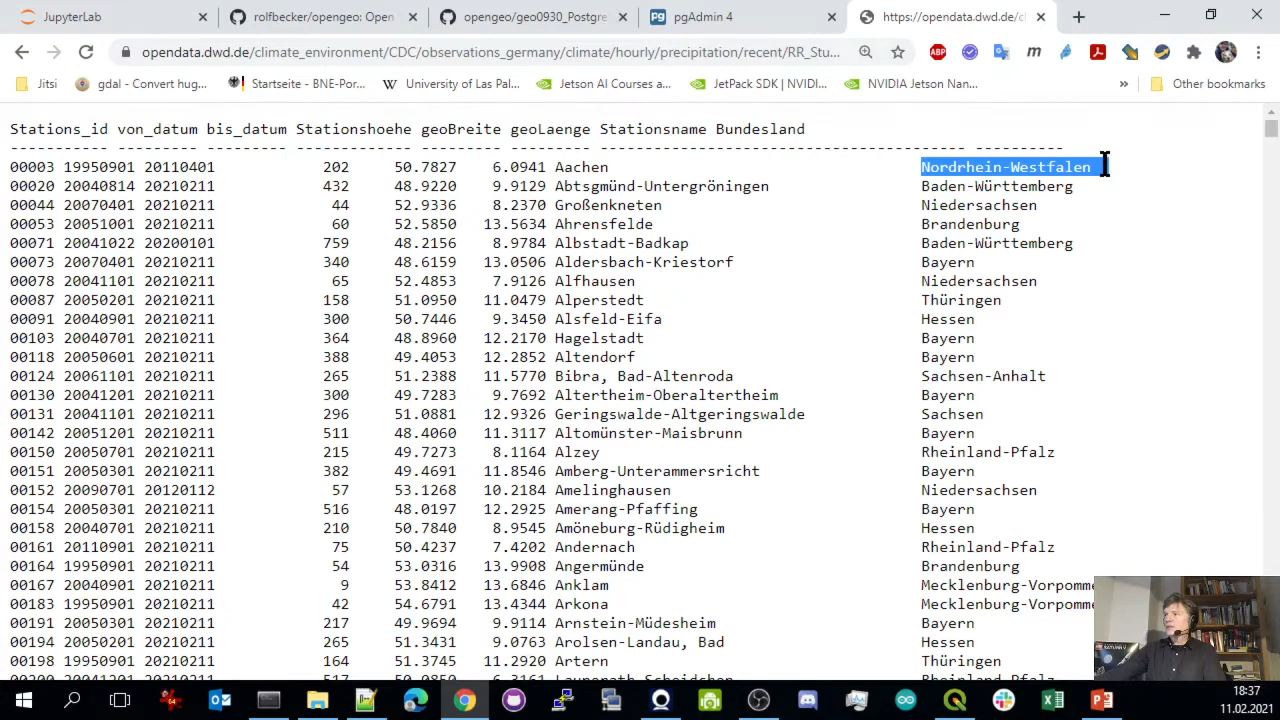 JupyterLab
rolfbecker/opengeo: Open
opengeo/geo0930_Postgre
pgAdmin 4
https://opendata.dwd.de/cl
opendata.dwd.de/climate_environment/CDC/observations_germany/climate/hourly/precipitation/recent/RR_Stu...
Jitsi
gdal - Convert hug...
Startseite - BNE-Por...
University of Las Pal...
Jetson AI Courses a...
JetPack SDK | NVIDI...
NVIDIA Jetson Nan...
Other bookmarks
Stations_id von_datum bis_datum Stationshoehe geoBreite geoLaenge Stationsname Bundesland
----------- --------- --------- ------------- --------- --------- ----------------------------------------- ----------
00003 19950901 20110401 202 50.7827 6.0941 Aachen Nordrhein-Westfalen
00020 20040814 20210211 432 48.9220 9.9129 Abtsgmünd-Untergröningen Baden-Württemberg
00044 20070401 20210211 44 52.9336 8.2370 Großenkneten Niedersachsen
00053 20051001 20210211 60 52.5850 13.5634 Ahrensfelde Brandenburg
00071 20041022 20200101 759 48.2156 8.9784 Albstadt-Badkap Baden-Württemberg
00073 20070401 20210211 340 48.6159 13.0506 Aldersbach-Kriestorf Bayern
00078 20041101 20210211 65 52.4853 7.9126 Alfhausen Niedersachsen
00087 20050201 20210211 158 51.0950 11.0479 Alperstedt Thüringen
00091 20040901 20210211 300 50.7446 9.3450 Alsfeld-Eifa Hessen
00103 20040701 20210211 364 48.8960 12.2170 Hagelstadt Bayern
00118 20050601 20210211 388 49.4053 12.2852 Altendorf Bayern
00124 20061101 20210211 265 51.2388 11.5770 Bibra, Bad-Altenroda Sachsen-Anhalt
00130 20041201 20210211 300 49.7283 9.7692 Altertheim-Oberaltertheim Bayern
00131 20041101 20210211 296 51.0881 12.9326 Geringswalde-Altgeringswalde Sachsen
00142 20051201 20210211 511 48.4060 11.3117 Altomünster-Maisbrunn Bayern
00150 20050701 20210211 215 49.7273 8.1164 Alzey Rheinland-Pfalz
00151 20050301 20210211 382 49.4691 11.8546 Amberg-Unterammersricht Bayern
00152 20090701 20120112 57 53.1268 10.2184 Amelinghausen Niedersachsen
00154 20050301 20210211 516 48.0197 12.2925 Amerang-Pfaffing Bayern
00158 20040701 20210211 210 50.7840 8.9545 Amöneburg-Rüdigheim Hessen
00161 20110901 20210211 75 50.4237 7.4202 Andernach Rheinland-Pfalz
00164 19950901 20210211 54 53.0316 13.9908 Angermünde Brandenburg
00167 20040901 20210211 9 53.8412 13.6846 Anklam Mecklenburg-Vorpomme
00183 19950901 20210211 42 54.6791 13.4344 Arkona Mecklenburg-Vorpomme
00191 20050301 20210211 217 49.9694 9.9114 Arnstein-Müdesheim Bayern
00194 20050201 20210211 265 51.3431 9.0763 Arolsen-Landau, Bad Hessen
00198 19950901 20210211 164 51.3745 11.2920 Artern Thüringen
18:37
11.02.2021